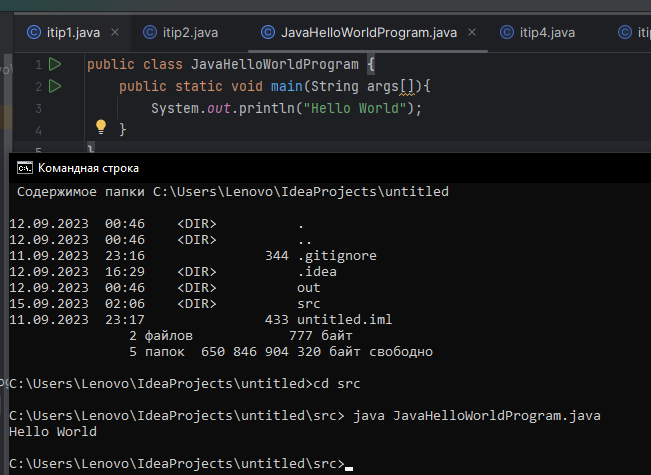 itip1.java itip2.java JavaHelloWorldProgram.java itip4.java
1 public class JavaHelloWorldProgram {
2 public static void main(String args[]){
3 System.out.println("Hello World");
4 }
5 }
Командная строка
Содержимое папки C:\Users\Lenovo\IdeaProjects\untitled
12.09.2023 00:46 <DIR> .
12.09.2023 00:46 <DIR> ..
11.09.2023 23:16 344 .gitignore
12.09.2023 16:29 <DIR> .idea
12.09.2023 00:46 <DIR> out
15.09.2023 02:06 <DIR> src
11.09.2023 23:17 433 untitled.iml
2 файлов 777 байт
5 папок 650 846 904 320 байт свободно
C:\Users\Lenovo\IdeaProjects\untitled>cd src
C:\Users\Lenovo\IdeaProjects\untitled\src> java JavaHelloWorldProgram.java
Hello World
C:\Users\Lenovo\IdeaProjects\untitled\src>